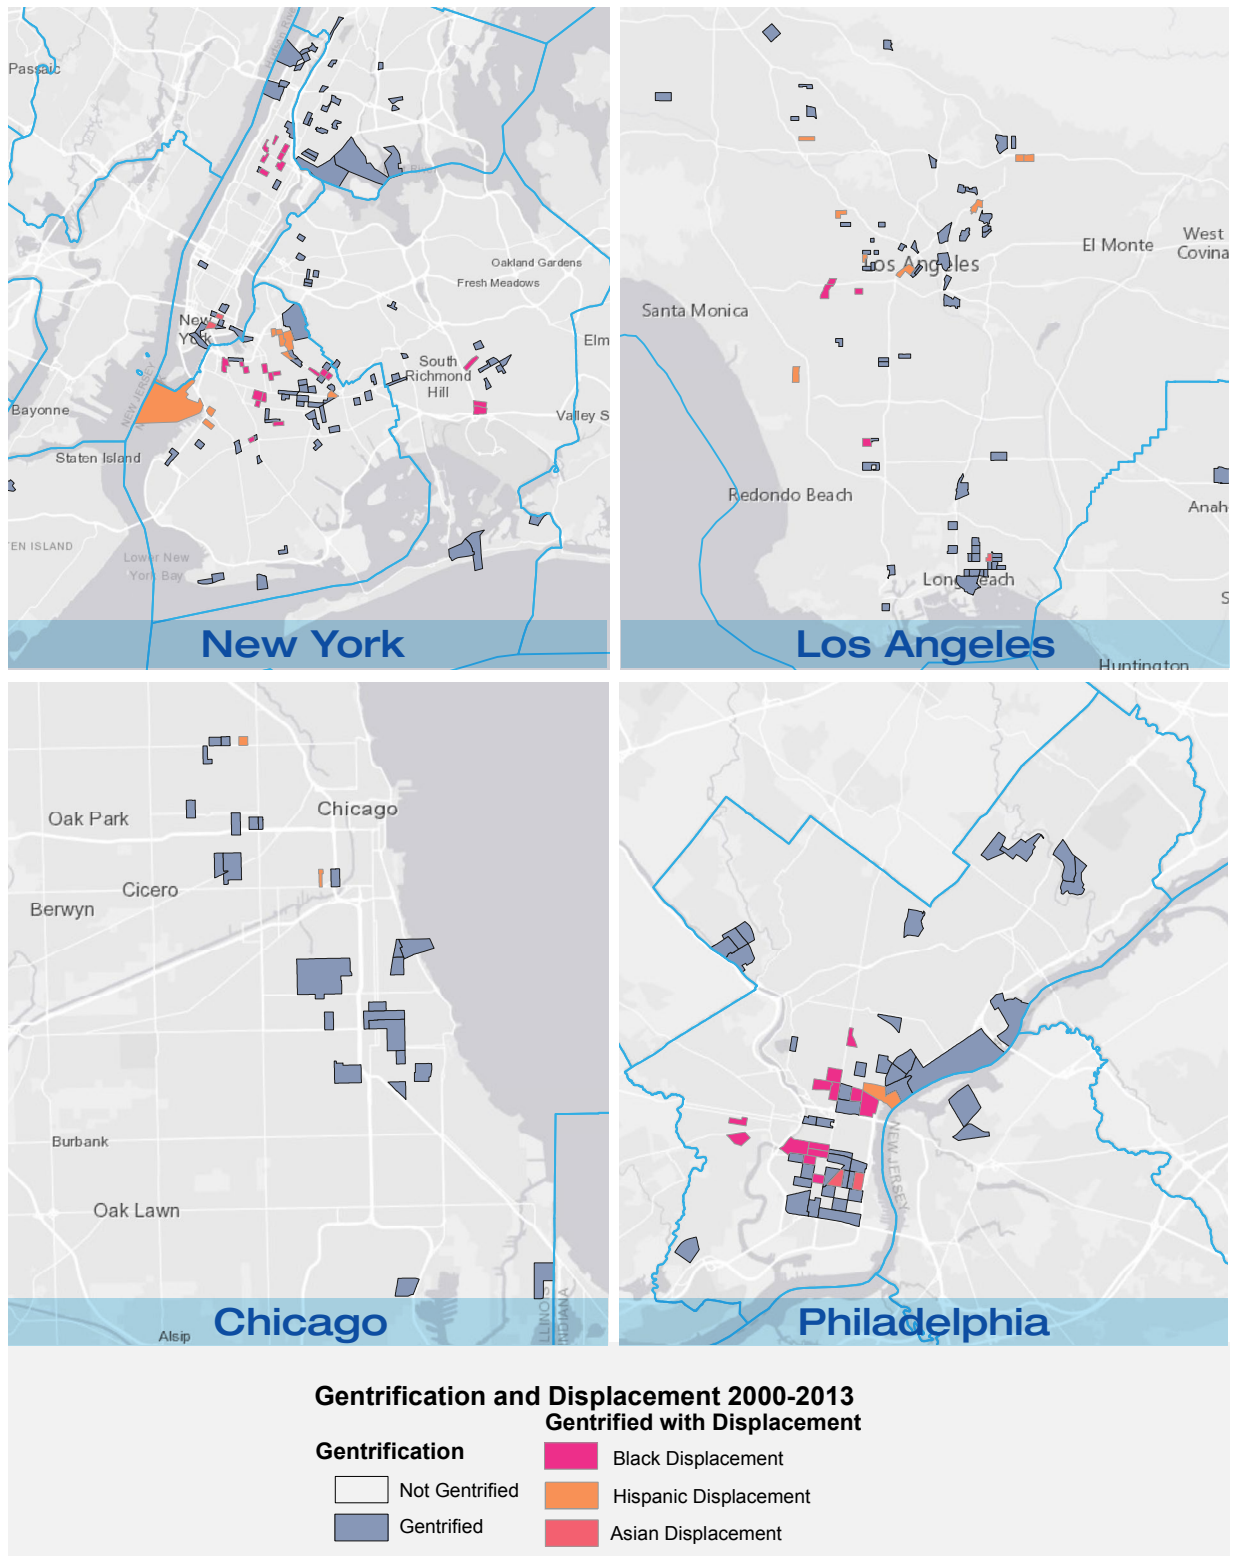 Passaic
Oakland Gardens
Fresh Meadows
New
York
Elm
South
Richmond
Hill
NEW JERSEY
Bayonne
Valley S
Staten Island
TEN ISLAND
Lower New
York Bay
New York
El Monte
West
Covina
Los Angeles
Santa Monica
Redondo Beach
Anah
Long Beach
S
Huntington
Los Angeles
Oak Park
Chicago
Cicero
Berwyn
Burbank
Oak Lawn
ILLINOIS
INDIANA
Alsip
Chicago
NEW JERSEY
Philadelphia
Gentrification and Displacement 2000-2013
Gentrified with Displacement
Gentrification
Black Displacement
Not Gentrified
Hispanic Displacement
Gentrified
Asian Displacement